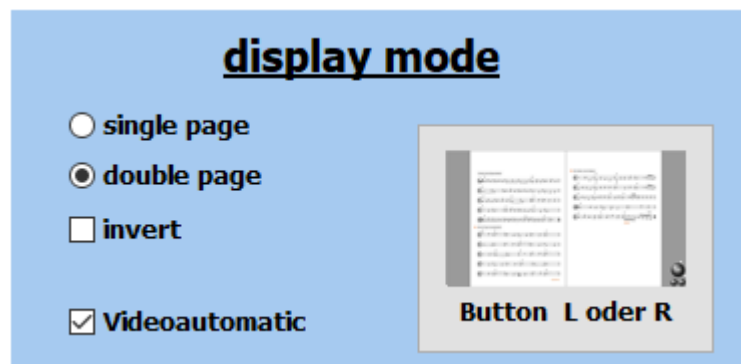 display mode
single page
double page
invert
Videoautomatic
Button L oder R